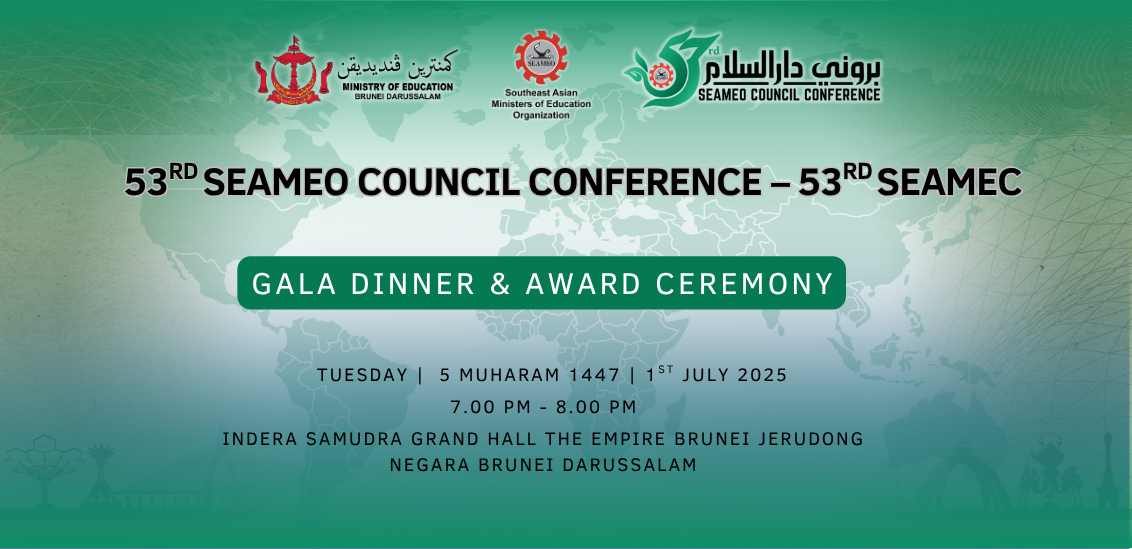 كمنترين ڤنديديقن
MINISTRY OF EDUCATION
BRUNEI DARUSSALAM
SEAMEO
Southeast Asian
Ministers of Education
Organization
rd
بروني دارالسلام
SEAMEO COUNCIL CONFERENCE
53RD SEAMEO COUNCIL CONFERENCE – 53RD SEAMEC
GALA DINNER & AWARD CEREMONY
TUESDAY | 5 MUHARAM 1447 | 1ST JULY 2025
7.00 PM - 8.00 PM
INDERA SAMUDRA GRAND HALL THE EMPIRE BRUNEI JERUDONG
NEGARA BRUNEI DARUSSALAM